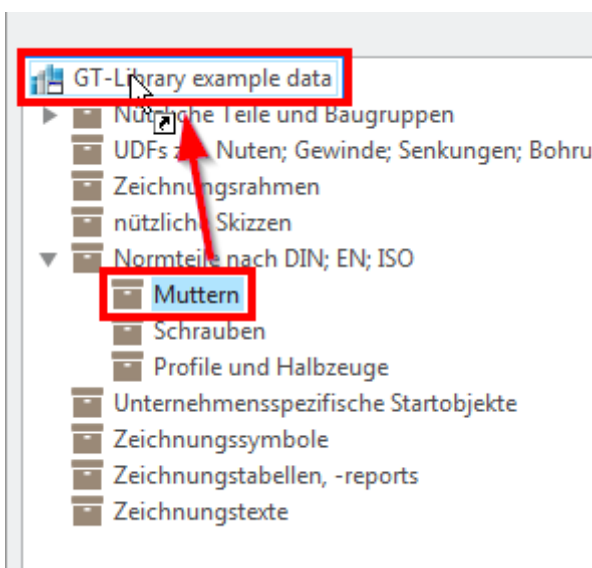 GT-Library example data
Nützliche Teile und Baugruppen
UDFs Nuten; Gewinde; Senkungen; Bohru
Zeichnungsrahmen
nützliche Skizzen
Normteile nach DIN; EN; ISO
Muttern
Schrauben
Profile und Halbzeuge
Unternehmensspezifische Startobjekte
Zeichnungssymbole
Zeichnungstabellen, -reports
Zeichnungstexte